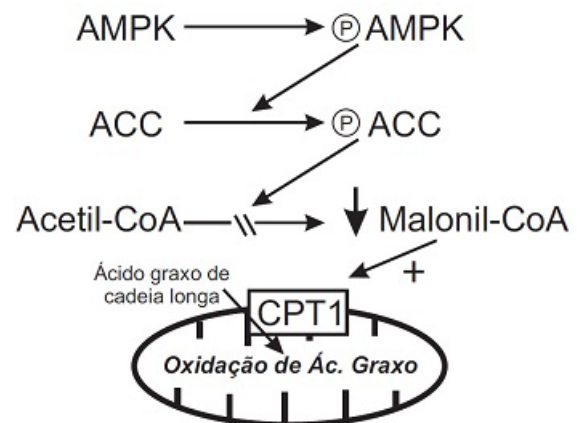 AMPK P AMPK
ACC P ACC
Acetil-CoA Malonil-CoA
+
Ácido graxo de
cadeia longa
CPT1
Oxidação de Ác. Graxo